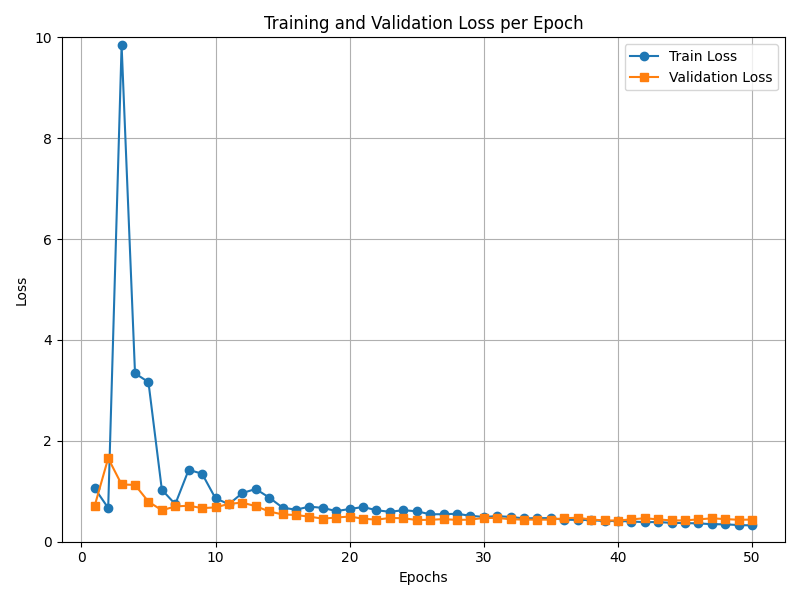 Training and Validation Loss per Epoch
Train Loss
Validation Loss
10
8
6
4
2
0
Loss
0 10 20 30 40 50
Epochs